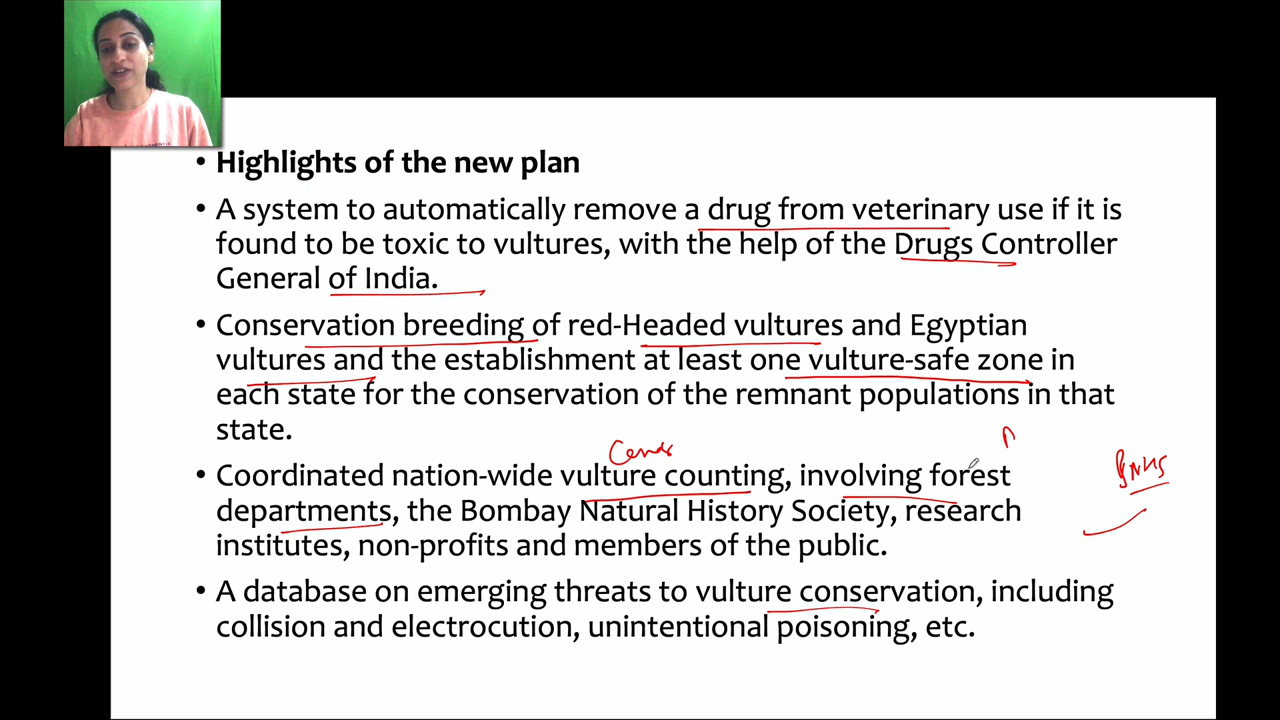 • Highlights of the new plan
• A system to automatically remove a drug from veterinary use if it is
found to be toxic to vultures, with the help of the Drugs Controller
General of India.
• Conservation breeding of red-Headed vultures and Egyptian
vultures and the establishment at least one vulture-safe zone in
each state for the conservation of the remnant populations in that
state.
• Coordinated nation-wide vulture counting, involving forest
departments, the Bombay Natural History Society, research
institutes, non-profits and members of the public.
BNHS
• A database on emerging threats to vulture conservation, including
collision and electrocution, unintentional poisoning, etc.